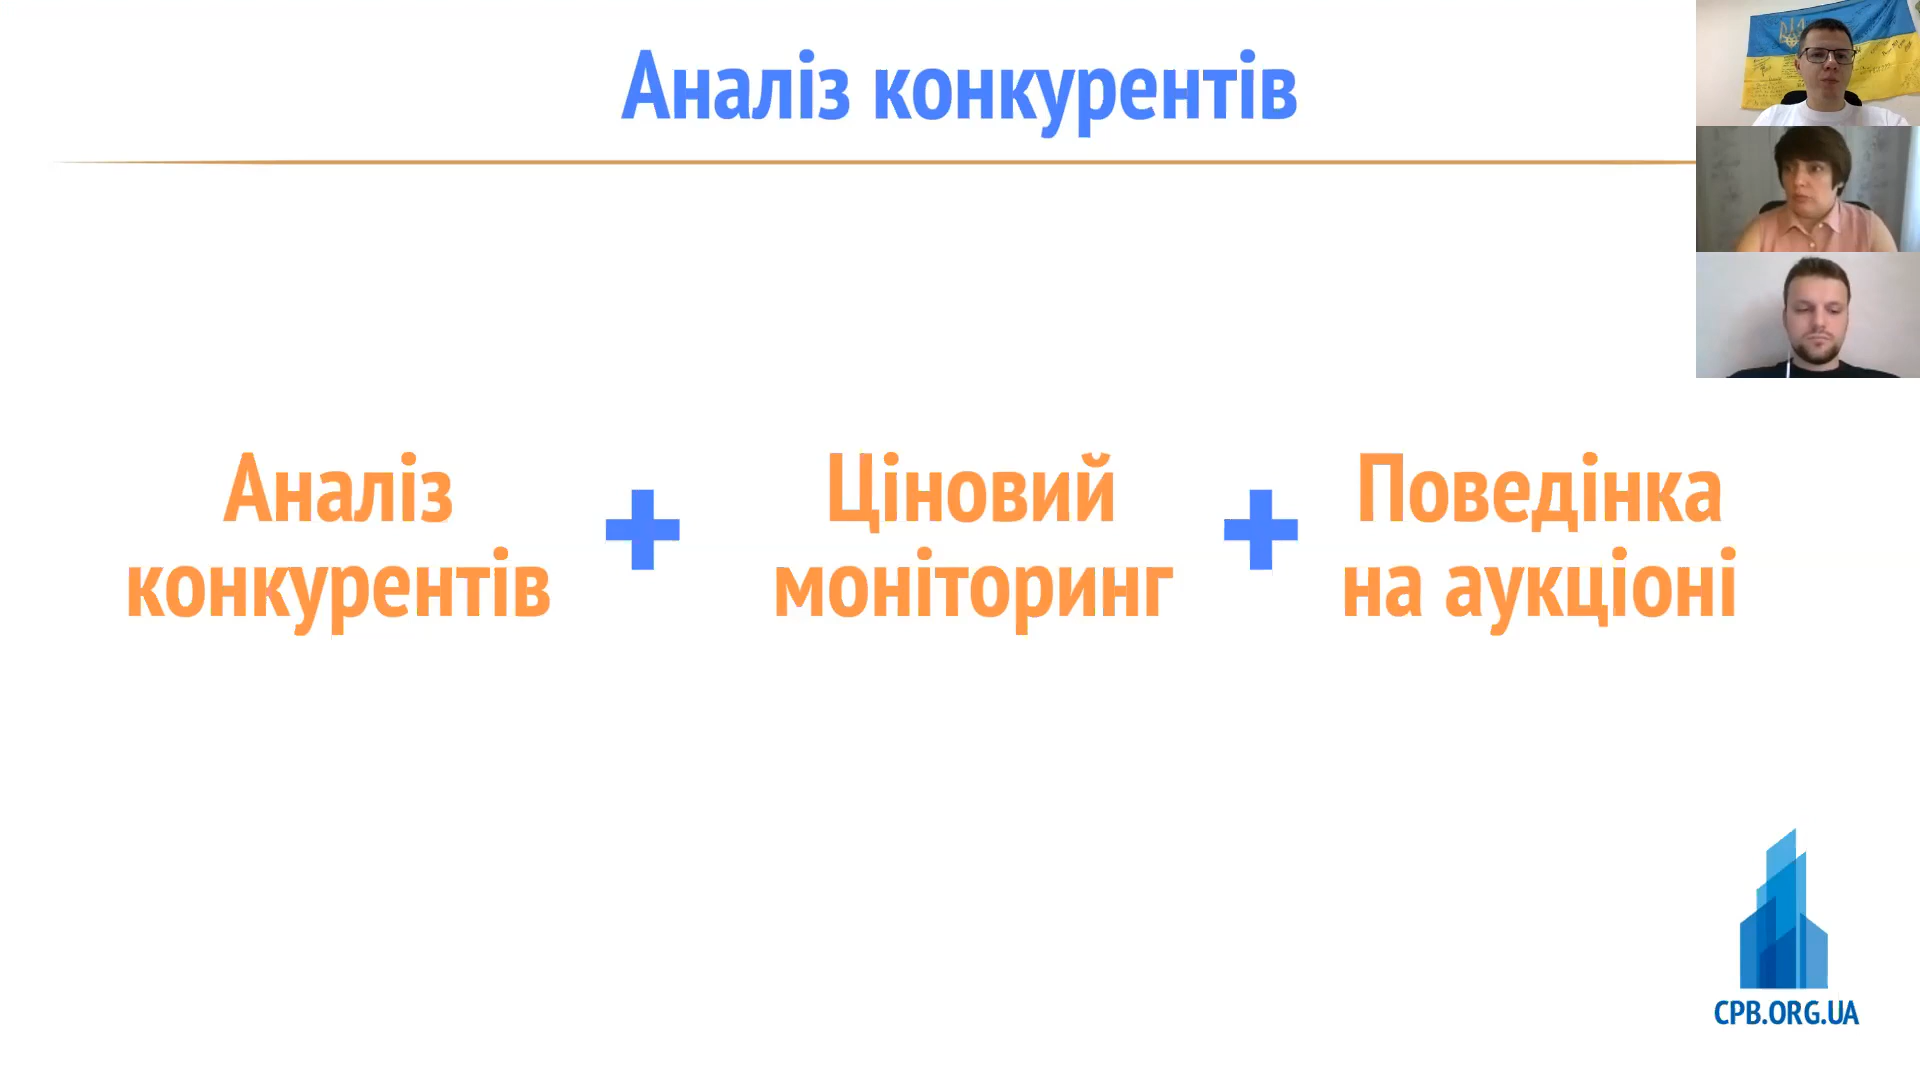 Аналіз конкурентів
Аналіз
конкурентів
+
Ціновий
моніторинг
+
Поведінка
на аукціоні
CPB.ORG.UA